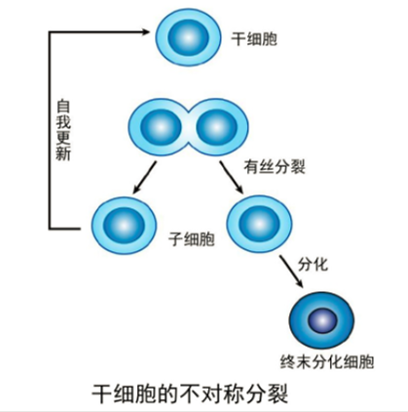 干细胞
自我更新
有丝分裂
子细胞
分化
终末分化细胞
干细胞的不对称分裂